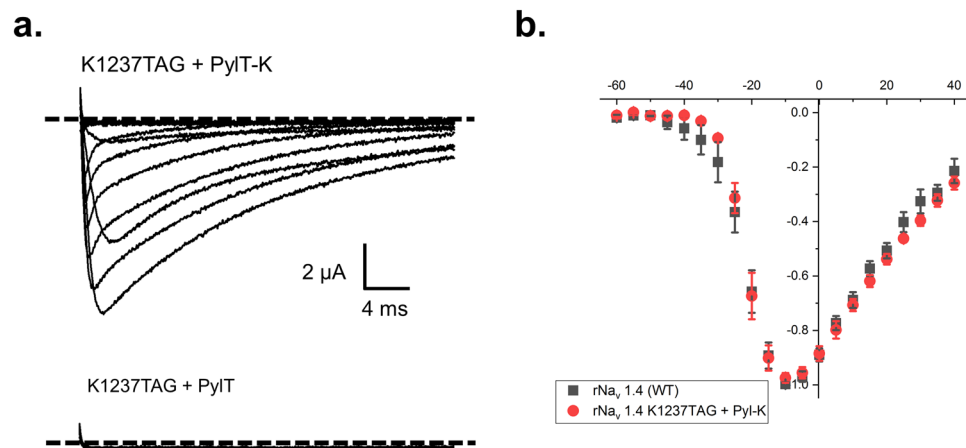 a.
K1237TAG + PylT-K
2 µA
4 ms
K1237TAG + PylT
b.
-60 -40 -20 0 20 40
0.0
-0.2
-0.4
-0.6
-0.8
-1.0
rNav 1.4 (WT)
rNav 1.4 K1237TAG + Pyl-K